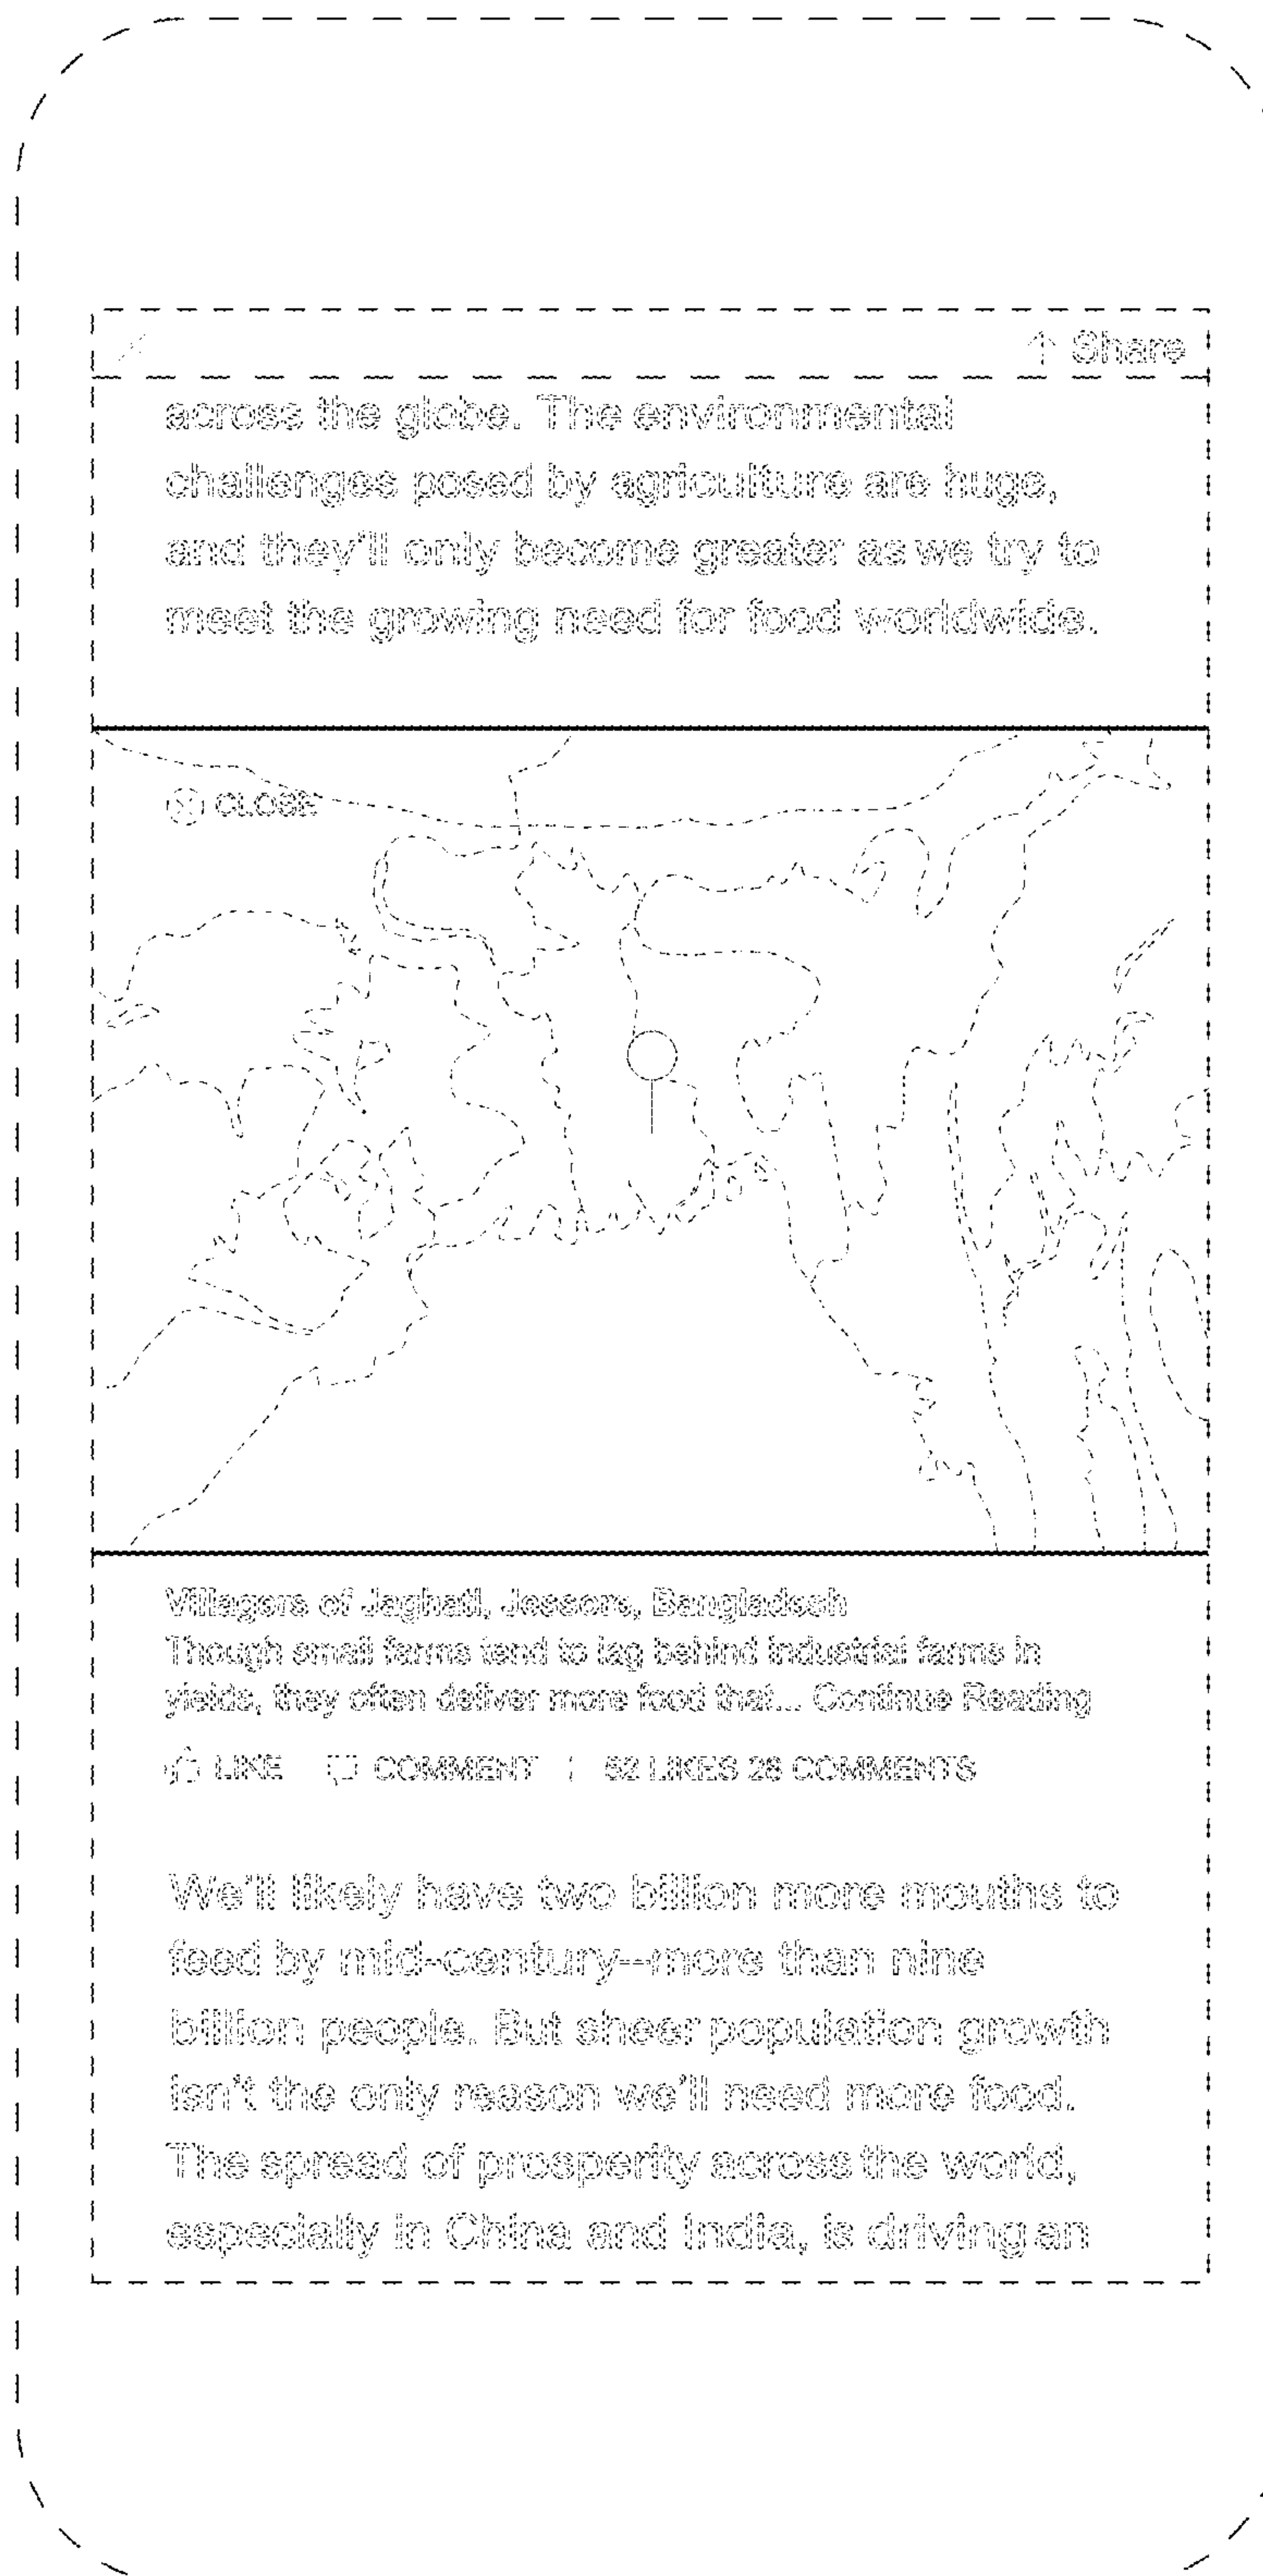 Share
across the globe. The environmental
challenges posed by agriculture are huge,
and they'll only become greater as we try to
meet the growing need for food worldwide.
CLOSE
Villagers of Jaghati, Jessore, Bangladesh
Though small farms tend to lag behind industrial farms in
yields, they often deliver more food that... Continue Reading
LIKE COMMENT | 52 LIKES 26 COMMENTS
We'll likely have two billion more mouths to
feed by mid-century--more than nine
billion people. But sheer population growth
isn't the only reason we'll need more food.
The spread of prosperity across the world,
especially in China and India, is driving an